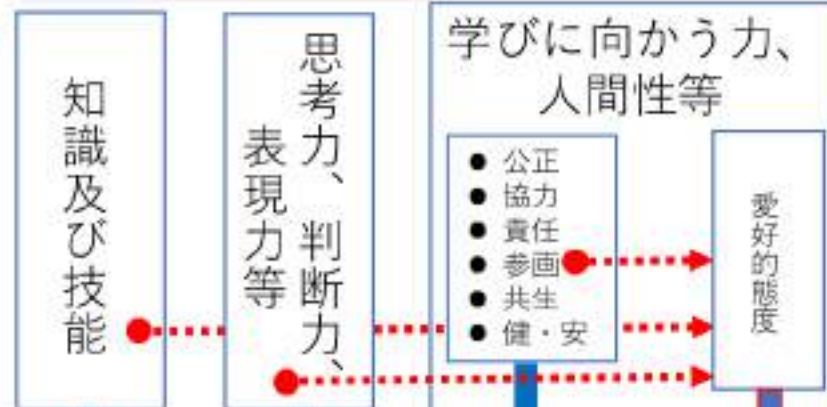 知識及び技能
思考力、判断力、
表現力等
学びに向かう力、
人間性等
● 公正
● 協力
● 責任
● 参画
● 共生
● 健・安
愛好的態度